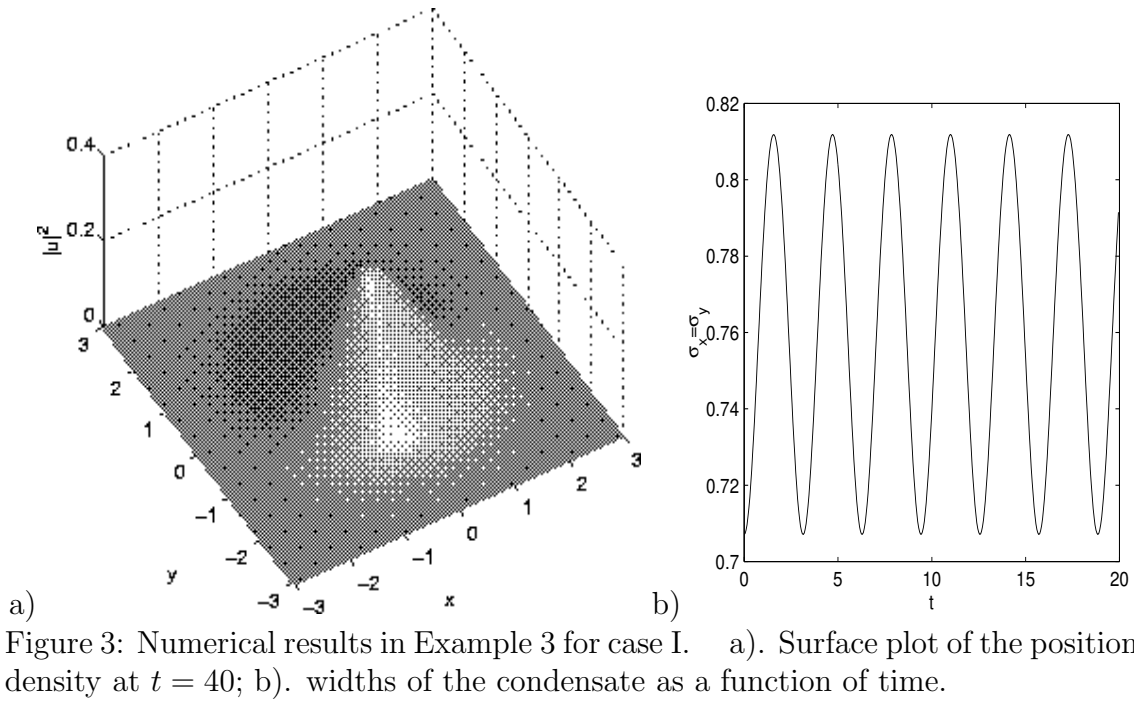 0.4
0.2
0
|u|²
3
2
1
0
−1
−2
−3
y
−3
−2
−1
0
1
2
3
x
a)
0.82
0.8
0.78
0.76
0.74
0.72
0.7
σ_x=σ_y
0 5 10 15 20
t
b)
Figure 3: Numerical results in Example 3 for case I. a). Surface plot of the position
density at t = 40; b). widths of the condensate as a function of time.